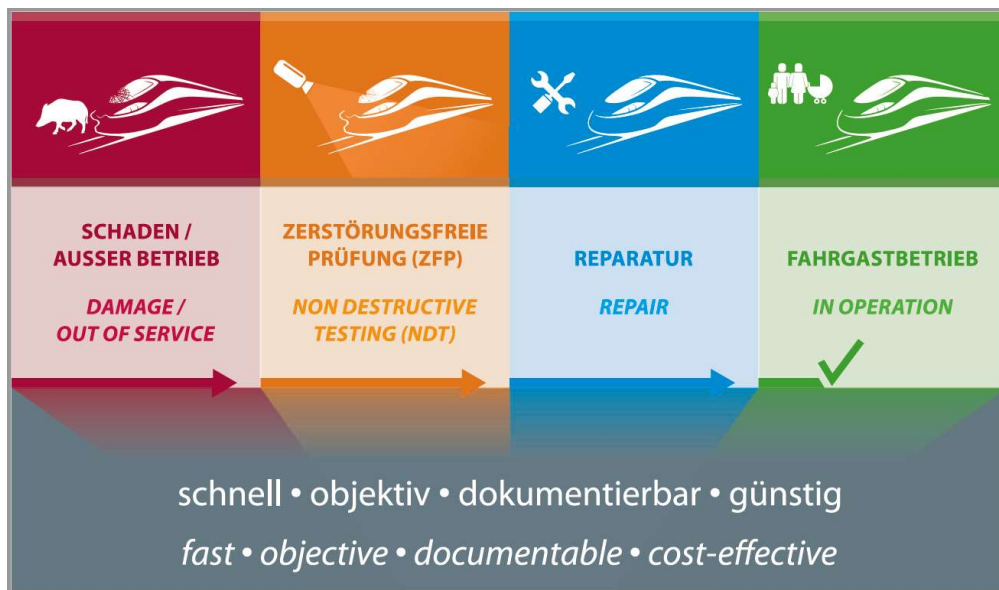 SCHADEN /
AUSSER BETRIEB
DAMAGE /
OUT OF SERVICE
ZERSTÖRUNGSFREIE
PRÜFUNG (ZFP)
NON DESTRUCTIVE
TESTING (NDT)
REPARATUR
REPAIR
FAHRGASTBETRIEB
IN OPERATION
schnell • objektiv • dokumentierbar • günstig
fast • objective • documentable • cost-effective